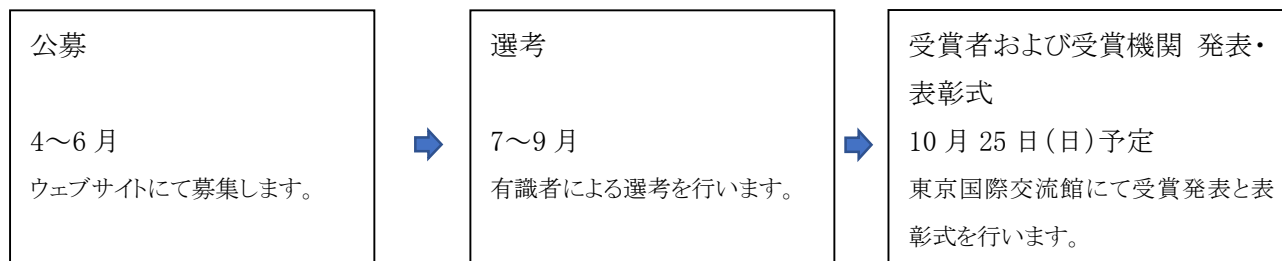 公募
4～6 月
ウェブサイトにて募集します。
選考
7～9 月
有識者による選考を行います。
受賞者および受賞機関 発表・
表彰式
10 月 25 日(日)予定
東京国際交流館にて受賞発表と表
彰式を行います。